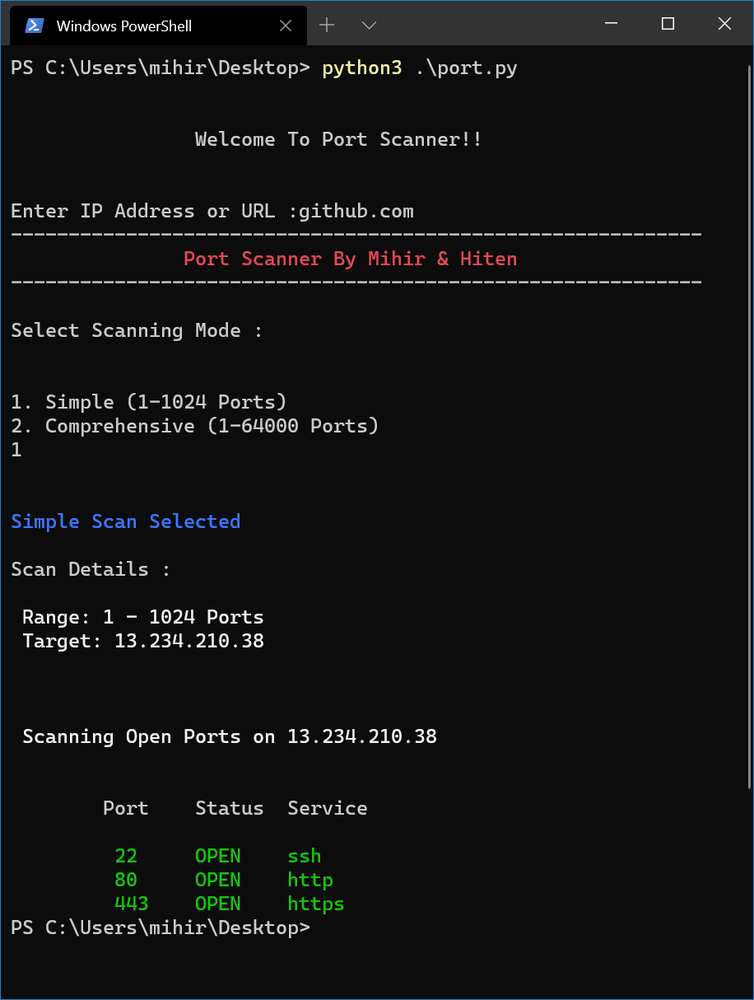 Windows PowerShell
PS C:\Users\mihir\Desktop> python3 .\port.py
Welcome To Port Scanner!!
Enter IP Address or URL :github.com
------------------------------------------------------------
Port Scanner By Mihir & Hiten
------------------------------------------------------------
Select Scanning Mode :
1. Simple (1-1024 Ports)
2. Comprehensive (1-64000 Ports)
1
Simple Scan Selected
Scan Details :
Range: 1 - 1024 Ports
Target: 13.234.210.38
Scanning Open Ports on 13.234.210.38
Port Status Service
22 OPEN ssh
80 OPEN http
443 OPEN https
PS C:\Users\mihir\Desktop>